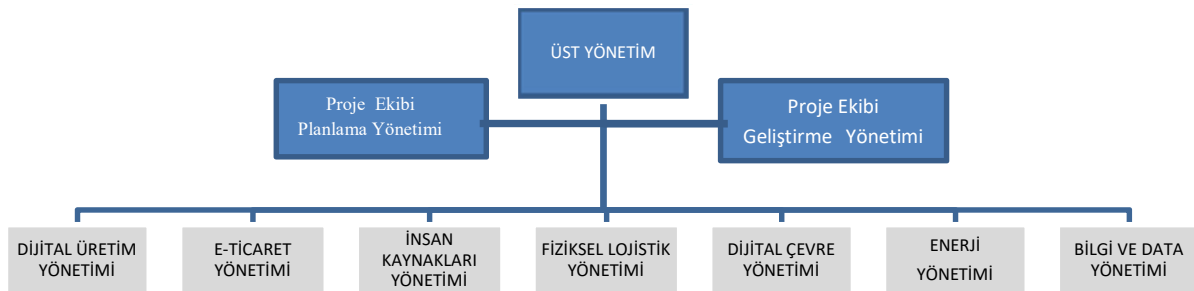 ÜST YÖNETİM
Proje Ekibi
Planlama Yönetimi
Proje Ekibi
Geliştirme Yönetimi
DİJİTAL ÜRETİM
YÖNETİMİ
E-TİCARET
YÖNETİMİ
İNSAN
KAYNAKLARI
YÖNETİMİ
FİZİKSEL LOJİSTİK
YÖNETİMİ
DİJİTAL ÇEVRE
YÖNETİMİ
ENERJİ
YÖNETİMİ
BİLGİ VE DATA
YÖNETİMİ